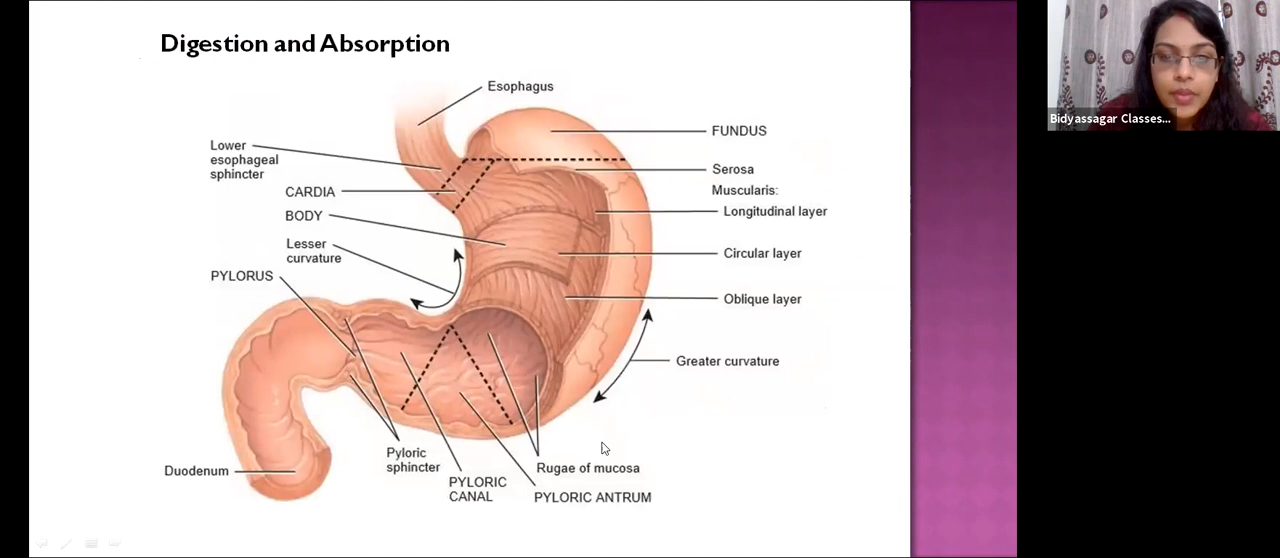 Digestion and Absorption
Esophagus
FUNDUS
Lower
esophageal
sphincter
Serosa
Muscularis:
CARDIA
Longitudinal layer
BODY
Lesser
curvature
Circular layer
PYLORUS
Oblique layer
Greater curvature
Pyloric
sphincter
Rugae of mucosa
Duodenum
PYLORIC
CANAL
PYLORIC ANTRUM
Bidyassagar Classes...